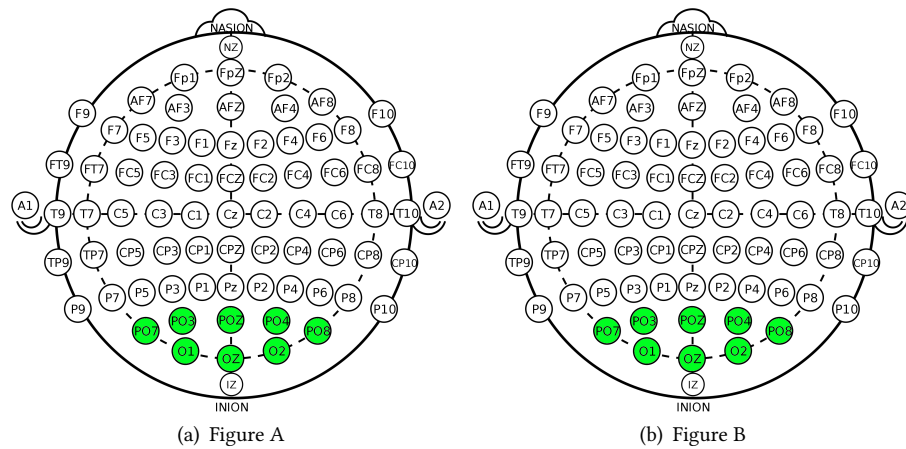 NASION NASION
NZ NZ
Fp1 FpZ Fp2 Fp1 FpZ Fp2
AF7 AF3 AFZ AF4 AF8 AF7 AF3 AFZ AF4 AF8
F9 F10 F9 F10
F7 F5 F3 F1 Fz F2 F4 F6 F8 F7 F5 F3 F1 Fz F2 F4 F6 F8
FT9 FT7 FC5 FC3 FC1 FCZ FC2 FC4 FC6 FC8 FC10 FT9 FT7 FC5 FC3 FC1 FCZ FC2 FC4 FC6 FC8 FC10
A1 T9 T7 C5 C3 C1 Cz C2 C4 C6 T8 T10 A2 A1 T9 T7 C5 C3 C1 Cz C2 C4 C6 T8 T10 A2
TP9 TP7 CP5 CP3 CP1 CPZ CP2 CP4 CP6 CP8 CP10 TP9 TP7 CP5 CP3 CP1 CPZ CP2 CP4 CP6 CP8 CP10
P9 P7 P5 P3 P1 Pz P2 P4 P6 P8 P10 P9 P7 P5 P3 P1 Pz P2 P4 P6 P8 P10
PO7 PO3 POZ PO4 PO8 PO7 PO3 POZ PO4 PO8
O1 OZ O2 O1 OZ O2
IZ IZ
INION INION
(a) Figure A (b) Figure B